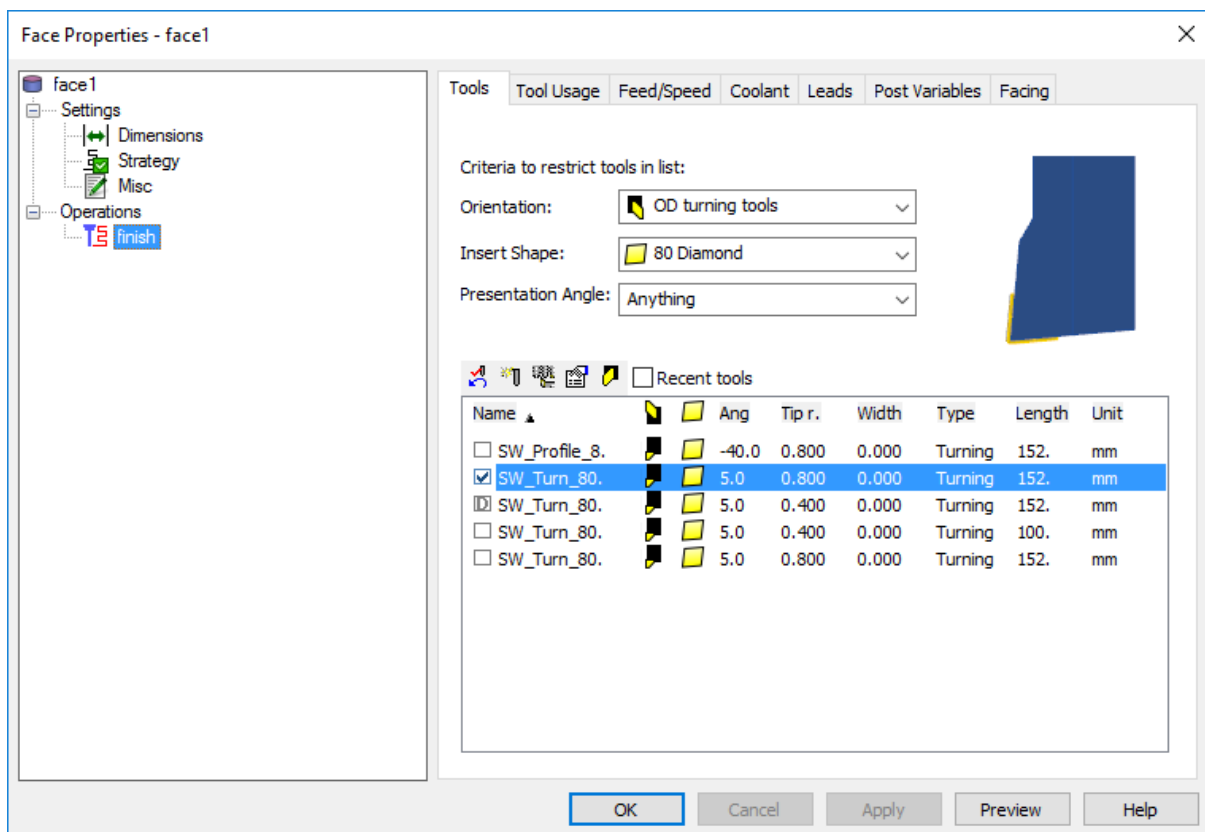 Face Properties - face1
face1
Settings
Dimensions
Strategy
Misc
Operations
finish
Tools Tool Usage Feed/Speed Coolant Leads Post Variables Facing
Criteria to restrict tools in list:
Orientation: OD turning tools
Insert Shape: 80 Diamond
Presentation Angle: Anything
Recent tools
Name Ang Tip r. Width Type Length Unit
SW_Profile_8. -40.0 0.800 0.000 Turning 152. mm
SW_Turn_80. 5.0 0.800 0.000 Turning 152. mm
D SW_Turn_80. 5.0 0.400 0.000 Turning 152. mm
SW_Turn_80. 5.0 0.400 0.000 Turning 100. mm
SW_Turn_80. 5.0 0.800 0.000 Turning 152. mm
OK Cancel Apply Preview Help